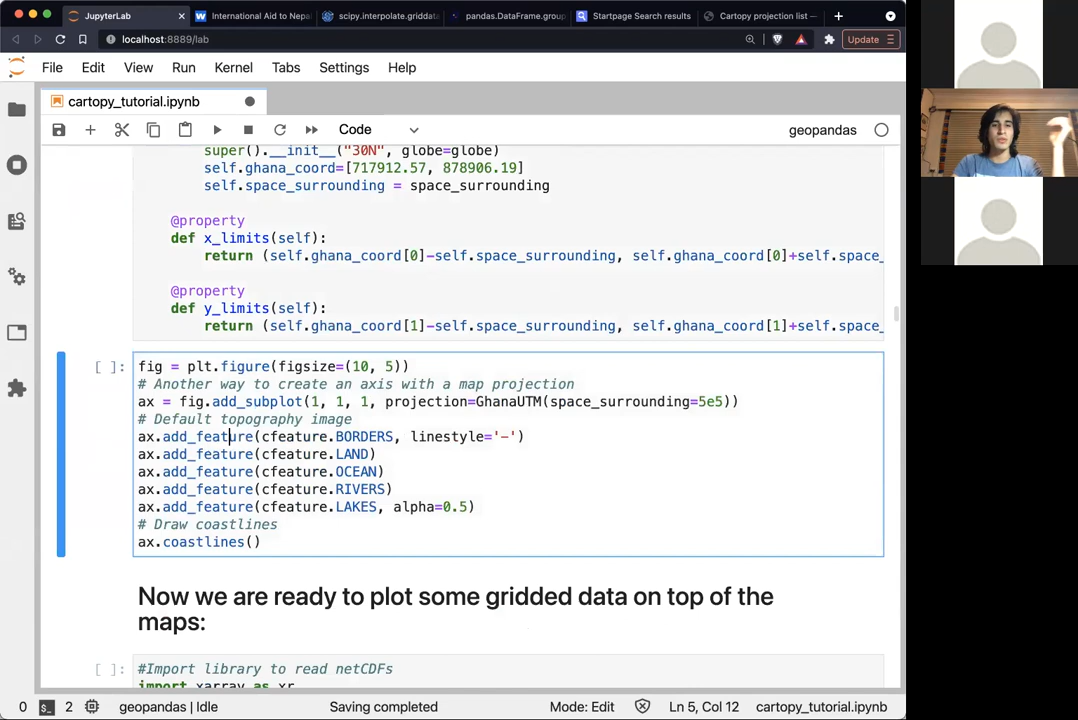 JupyterLab
International Aid to Nepa
scipy.interpolate.gridda
pandas.DataFrame.group
Startpage Search results
Cartopy projection list —
localhost:8889/lab
Update
File Edit View Run Kernel Tabs Settings Help
cartopy_tutorial.ipynb
Code
geopandas
super().__init__("30N", globe=globe)
self.ghana_coord=[717912.57, 878906.19]
self.space_surrounding = space_surrounding
@property
def x_limits(self):
return (self.ghana_coord[0]-self.space_surrounding, self.ghana_coord[0]+self.space_
@property
def y_limits(self):
return (self.ghana_coord[1]-self.space_surrounding, self.ghana_coord[1]+self.space_
[ ]: fig = plt.figure(figsize=(10, 5))
# Another way to create an axis with a map projection
ax = fig.add_subplot(1, 1, 1, projection=GhanaUTM(space_surrounding=5e5))
# Default topography image
ax.add_feature(cfeature.BORDERS, linestyle='-')
ax.add_feature(cfeature.LAND)
ax.add_feature(cfeature.OCEAN)
ax.add_feature(cfeature.RIVERS)
ax.add_feature(cfeature.LAKES, alpha=0.5)
# Draw coastlines
ax.coastlines()
Now we are ready to plot some gridded data on top of the
maps:
[ ]: #Import library to read netCDFs
import xarray as xr
0 2 geopandas | Idle Saving completed Mode: Edit Ln 5, Col 12 cartopy_tutorial.ipynb